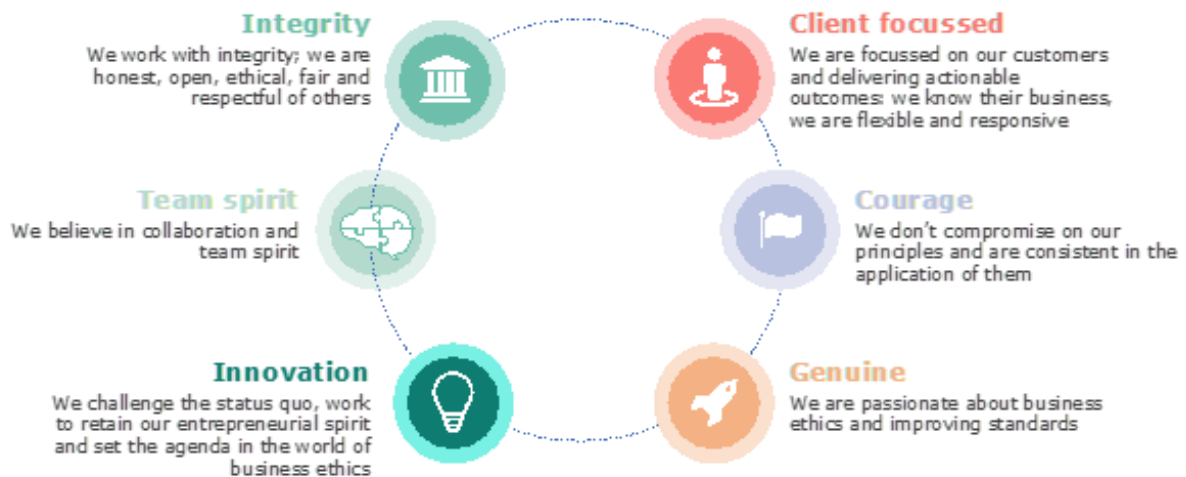 Integrity
We work with integrity; we are
honest, open, ethical, fair and
respectful of others
Client focussed
We are focussed on our customers
and delivering actionable
outcomes: we know their business,
we are flexible and responsive
Team spirit
We believe in collaboration and
team spirit
Courage
We don't compromise on our
principles and are consistent in the
application of them
Innovation
We challenge the status quo, work
to retain our entrepreneurial spirit
and set the agenda in the world of
business ethics
Genuine
We are passionate about business
ethics and improving standards